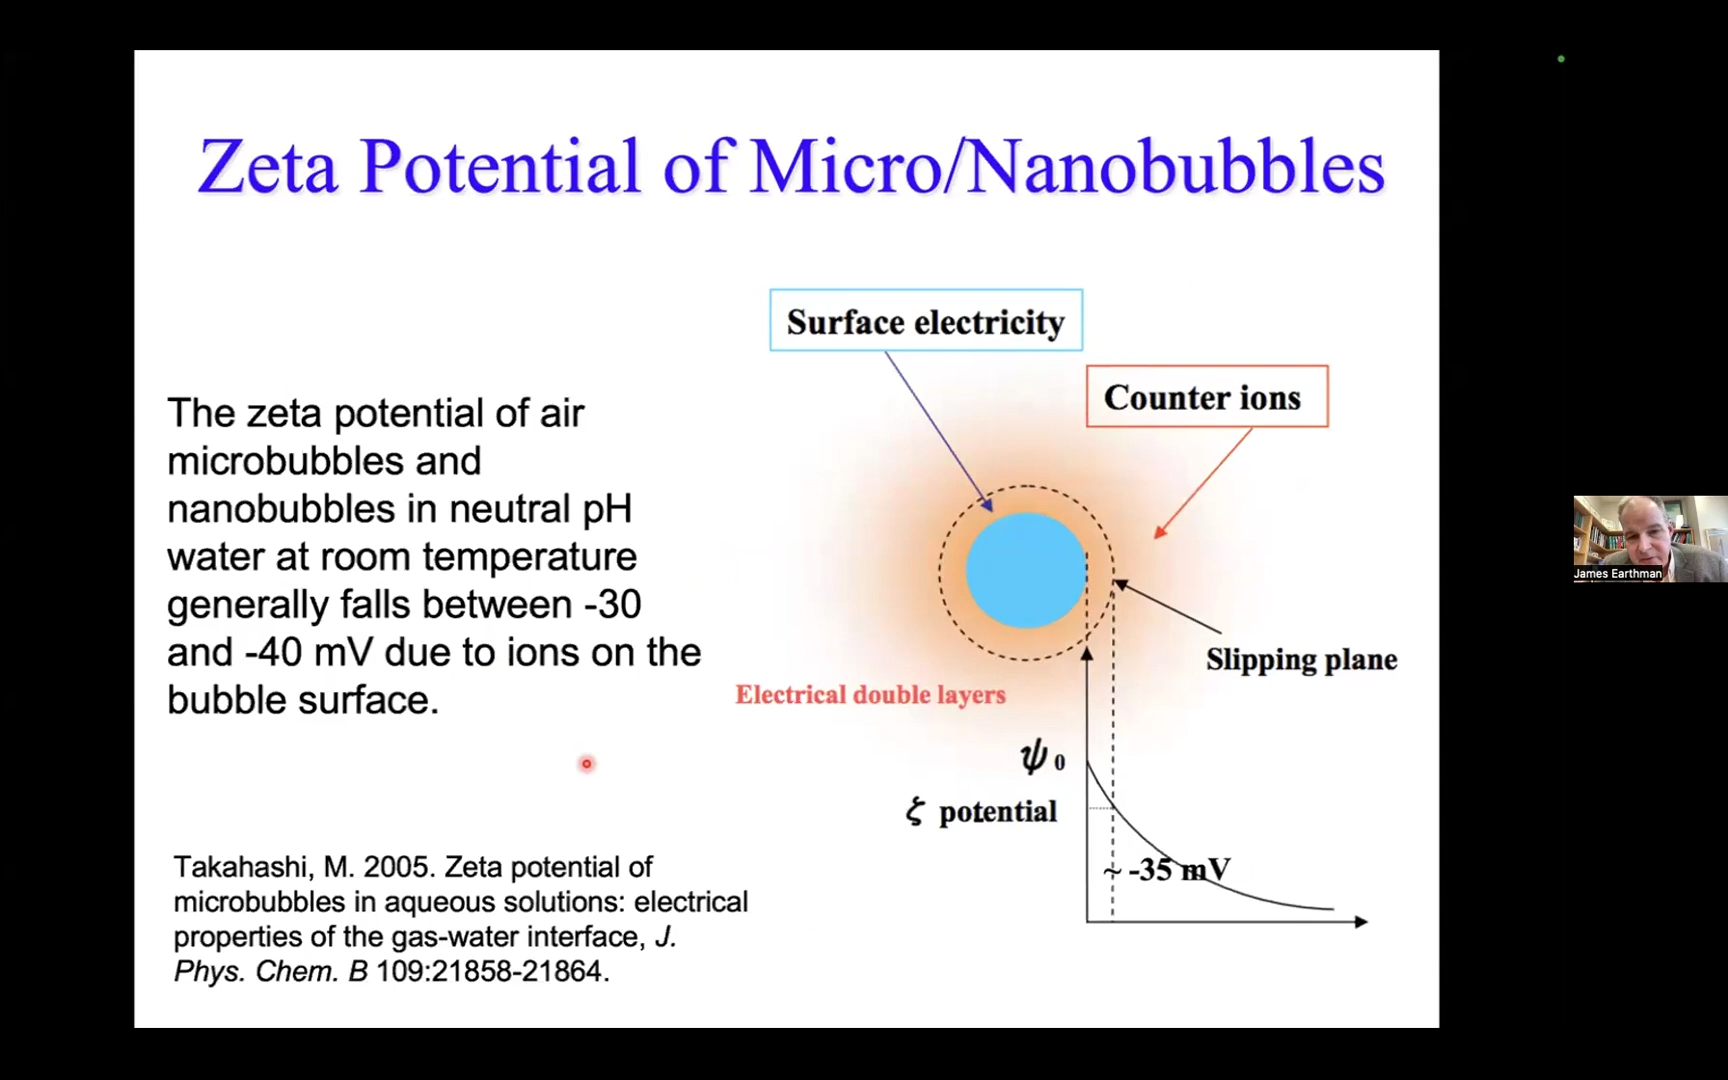 Zeta Potential of Micro/Nanobubbles
Surface electricity
Counter ions
The zeta potential of air
microbubbles and
nanobubbles in neutral pH
water at room temperature
generally falls between -30
and -40 mV due to ions on the
bubble surface.
Slipping plane
Electrical double layers
ψ 0
ζ potential
~ -35 mV
Takahashi, M. 2005. Zeta potential of
microbubbles in aqueous solutions: electrical
properties of the gas-water interface, J.
Phys. Chem. B 109:21858-21864.
James Earthman